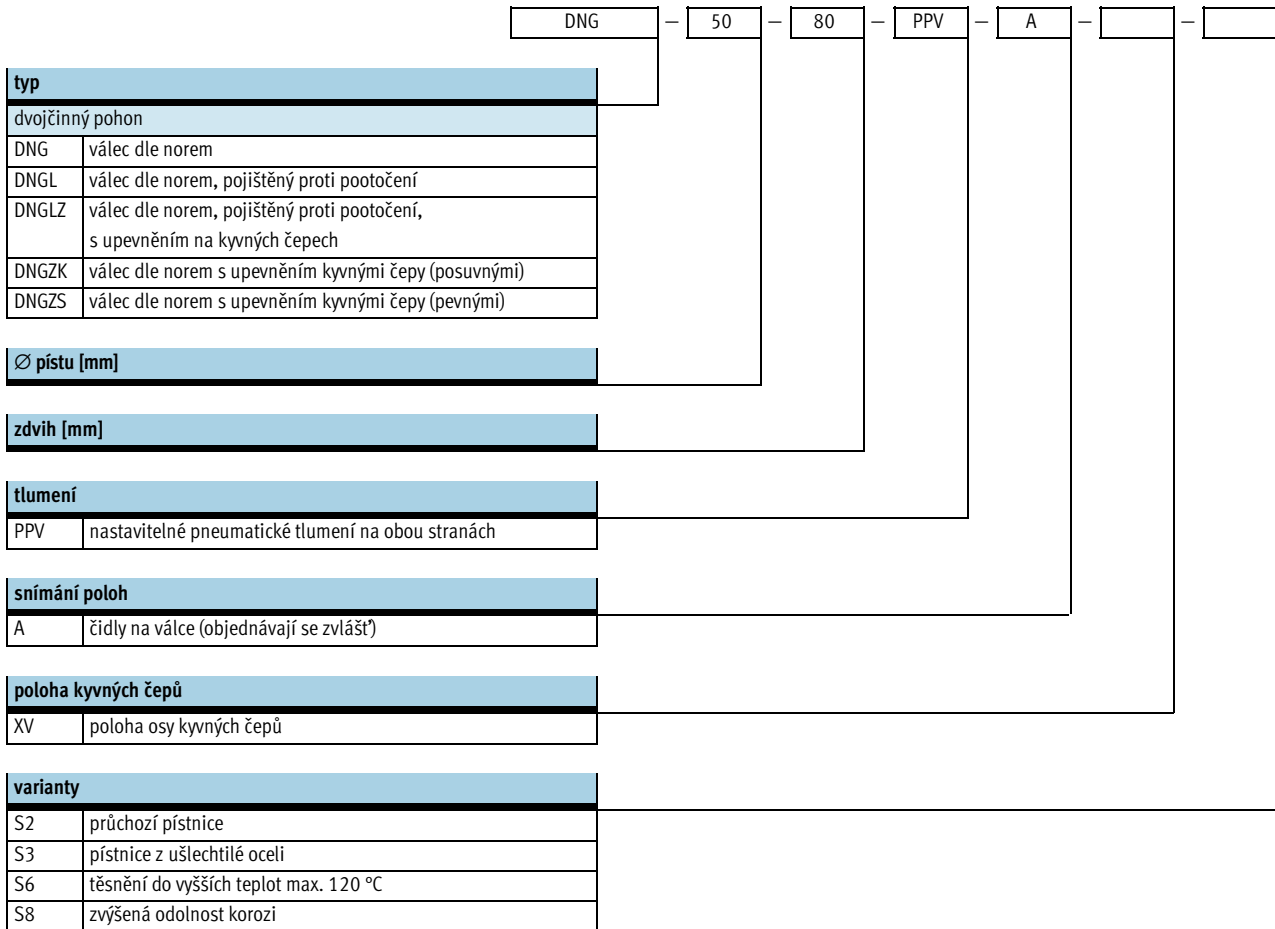 DNG — 50 — 80 — PPV — A — —
typ
dvojčinný pohon
DNG válec dle norem
DNGL válec dle norem, pojištěný proti pootočení
DNGLZ válec dle norem, pojištěný proti pootočení,
s upevněním na kyvných čepech
DNGZK válec dle norem s upevněním kyvnými čepy (posuvnými)
DNGZS válec dle norem s upevněním kyvnými čepy (pevnými)
∅ pístu [mm]
zdvih [mm]
tlumení
PPV nastavitelné pneumatické tlumení na obou stranách
snímání poloh
A čidly na válce (objednávají se zvlášť)
poloha kyvných čepů
XV poloha osy kyvných čepů
varianty
S2 průchozí pístnice
S3 pístnice z ušlechtilé oceli
S6 těsnění do vyšších teplot max. 120 °C
S8 zvýšená odolnost korozi